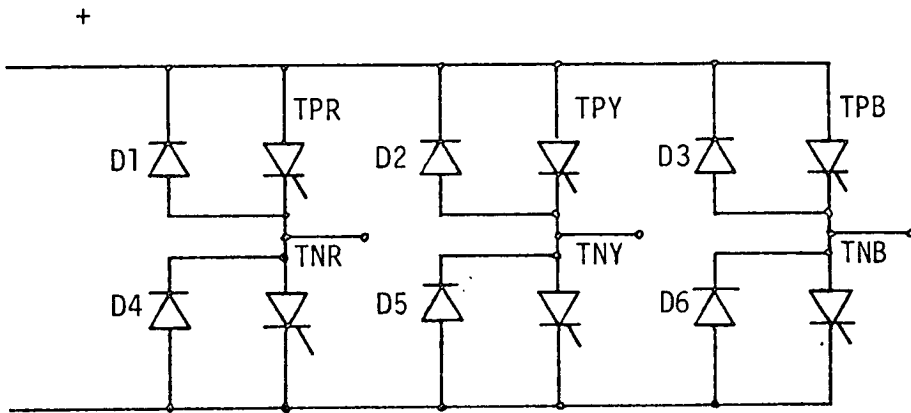 +
TPR TPY TPB
D1 D2 D3
TNR TNY TNB
D4 D5 D6